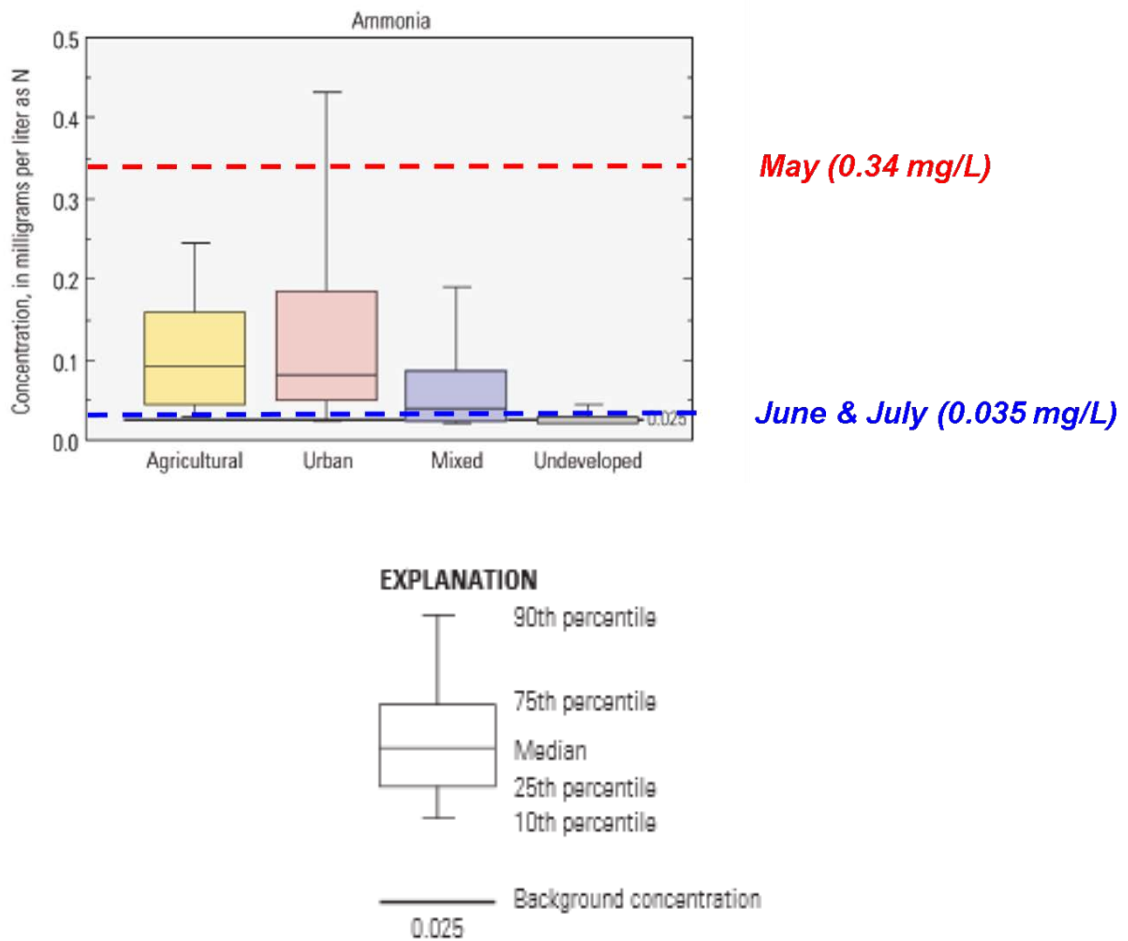 Ammonia
Concentration, in milligrams per liter as N
0.5
0.4
0.3
0.2
0.1
0.0
May (0.34 mg/L)
June & July (0.035 mg/L)
0.025
Agricultural Urban Mixed Undeveloped
EXPLANATION
90th percentile
75th percentile
Median
25th percentile
10th percentile
Background concentration
0.025